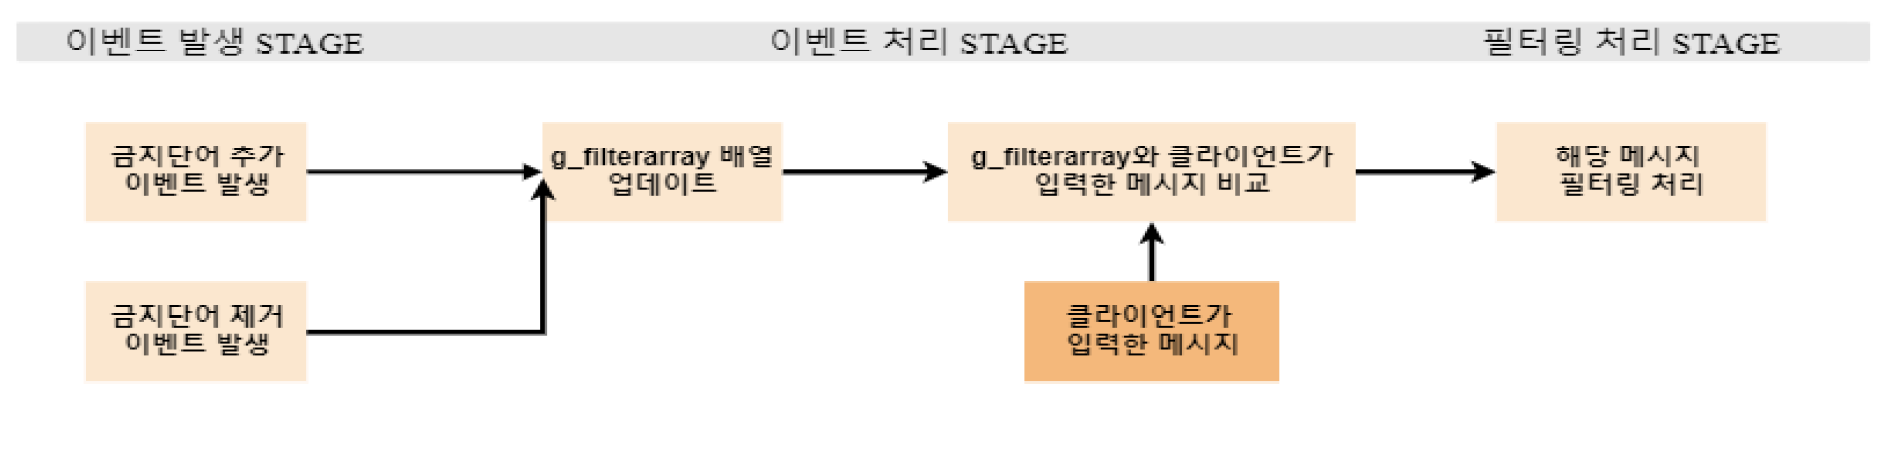 이벤트 발생 STAGE
이벤트 처리 STAGE
필터링 처리 STAGE
금지단어 추가
이벤트 발생
g_filterarray 배열
업데이트
g_filterarray와 클라이언트가
입력한 메시지 비교
해당 메시지
필터링 처리
금지단어 제거
이벤트 발생
클라이언트가
입력한 메시지